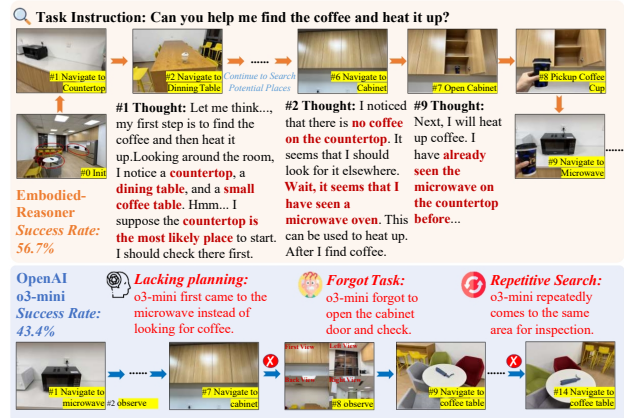 Task Instruction: Can you help me find the coffee and heat it up?
#1 Navigate to
Countertop
#2 Navigate to
Dining Table
......
Continue to Search
Potential Places
#6 Navigate to
Cabinet
#7 Open Cabinet
#8 Pickup Coffee
Cup
#0 Init
Embodied-
Reasoner
Success Rate:
56.7%
#1 Thought: Let me think...,
my first step is to find the
coffee and then heat it
up.Looking around the room,
I notice a countertop, a
dining table, and a small
coffee table. Hmm... I
suppose the countertop is
the most likely place to start.
I should check there first.
#2 Thought: I noticed
that there is no coffee
on the countertop. It
seems that I should
look for it elsewhere.
Wait, it seems that I
have seen a
microwave oven. This
can be used to heat up.
After I find coffee.
#9 Thought:
Next, I will heat
up coffee. I
have already
seen the
microwave on
the countertop
before...
#9 Navigate to
Microwave
......
OpenAI
o3-mini
Success Rate:
43.4%
Lacking planning:
o3-mini first came to the
microwave instead of
looking for coffee.
Forgot Task:
o3-mini forgot to
open the cabinet
door and check.
Repetitive Search:
o3-mini repeatedly
comes to the same
area for inspection.
#1 Navigate to
microwave
......
#2 observe
#7 Navigate to
cabinet
First View
Left View
Back View
Right View
#8 observe
#9 Navigate to
coffee table
......
#14 Navigate to
coffee table